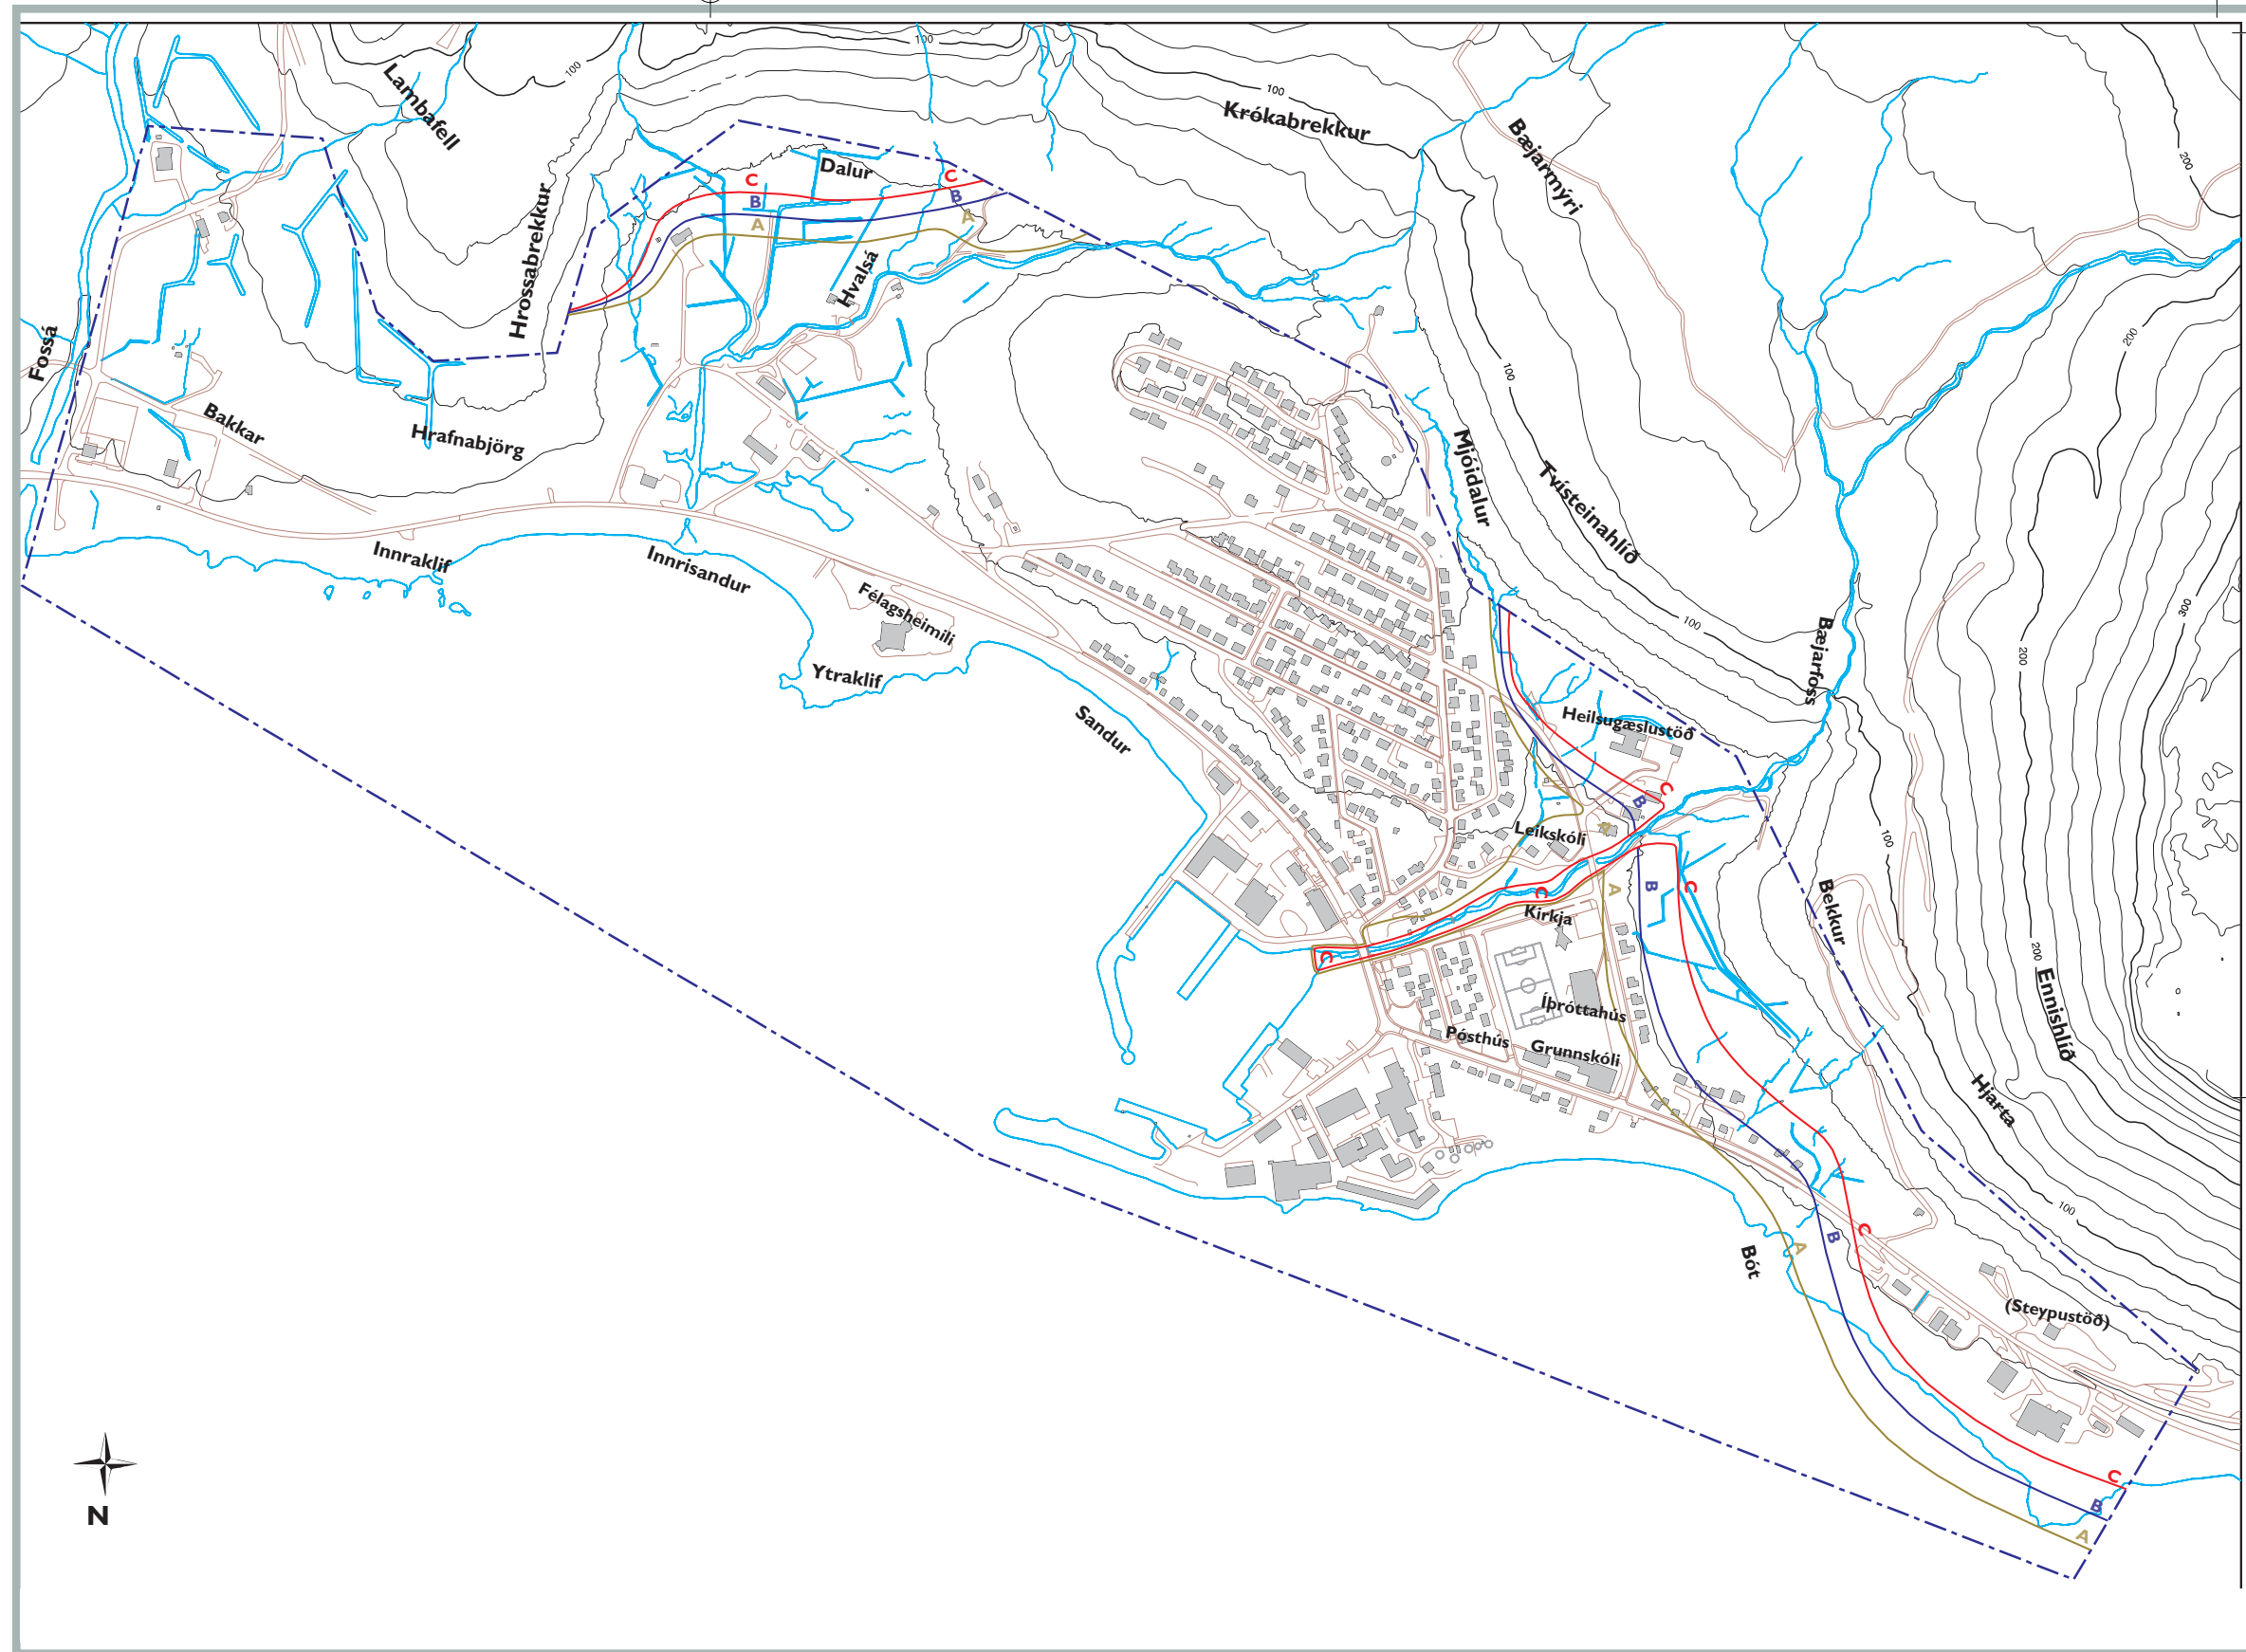 100
100
Lambafell
100
Krókabrekkur
Bæjarmýri
200
Dalur
C
C
B
B
A
A
Hrossabrekkur
Hvalsá
Fossá
200
100
Bakkar
Hrafnabjörg
Mjóidalur
Tvísteinahlíð
Innraklif
Innrisandur
Félagsheimili
300
100
Bæjarfoss
200
Ytraklif
Sandur
Heilsugæslustöð
C
B
A
Leikskóli
100
C
A
B
C
Kirkja
Bekkur
200
C
Íþróttahús
Ennishlíð
Pósthús
Grunnskóli
Hjarta
100
C
B
A
Bót
(Steypustöð)
C
B
A
N